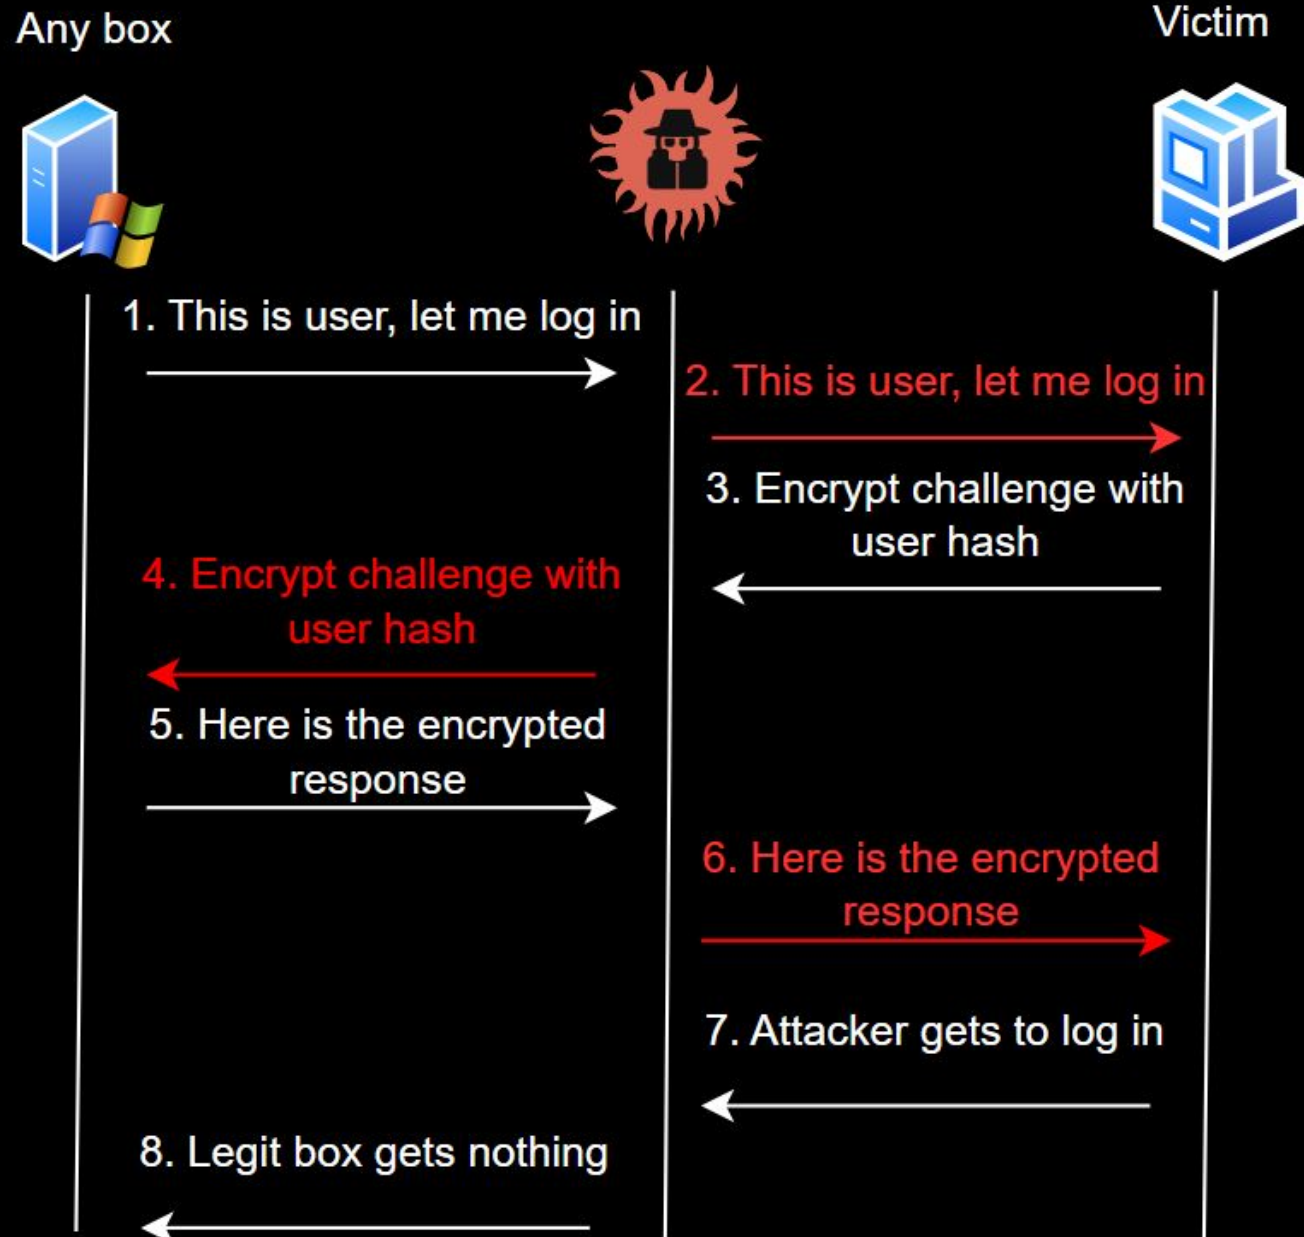 Any box
Victim
1. This is user, let me log in
2. This is user, let me log in
3. Encrypt challenge with
user hash
4. Encrypt challenge with
user hash
5. Here is the encrypted
response
6. Here is the encrypted
response
7. Attacker gets to log in
8. Legit box gets nothing